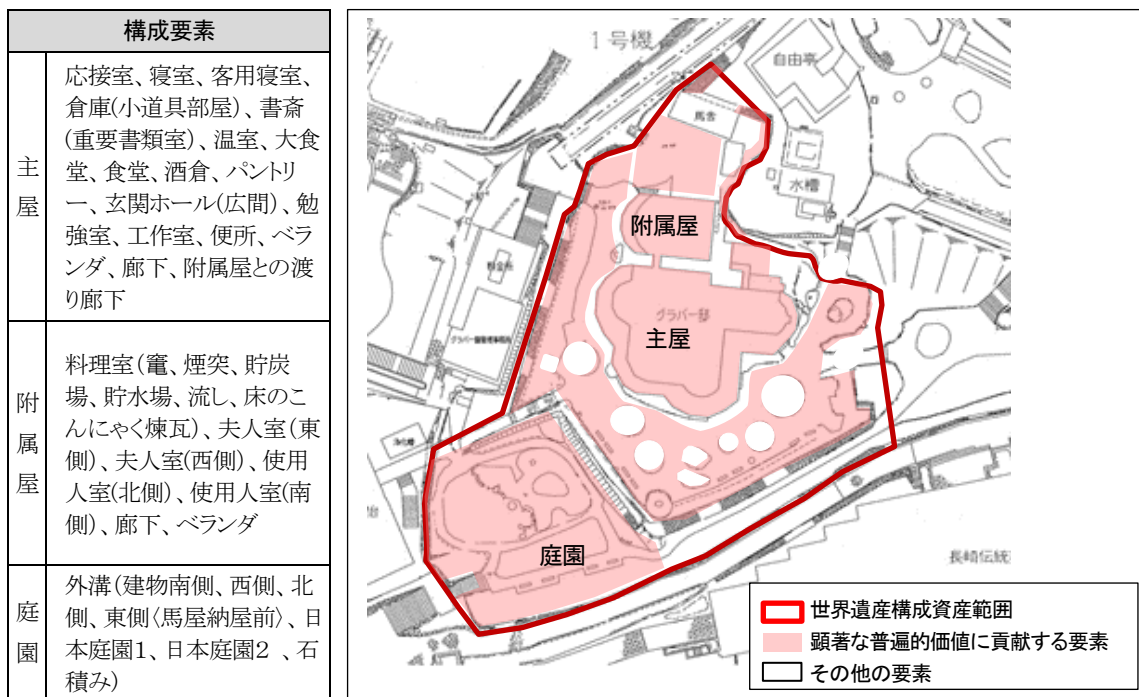 構成要素
主屋
応接室、寝室、客用寝室、
倉庫(小道具部屋)、書斎
(重要書類室)、温室、大食
堂、食堂、酒倉、パントリ
ー、玄関ホール(広間)、勉
強室、工作室、便所、ベラ
ンダ、廊下、附属屋との渡
り廊下
附属屋
料理室(竃、煙突、貯炭
場、貯水場、流し、床のこ
んにゃく煉瓦)、夫人室(東
側)、夫人室(西側)、使用
人室(北側)、使用人室(南
側)、廊下、ベランダ
庭園
外溝(建物南側、西側、北
側、東側〈馬屋納屋前〉、日
本庭園1、日本庭園2 、石
積み)
1号機
自由亭
馬舎
水槽
附属屋
グラバー邸
主屋
庭園
長崎伝統
世界遺産構成資産範囲
顕著な普遍的価値に貢献する要素
その他の要素